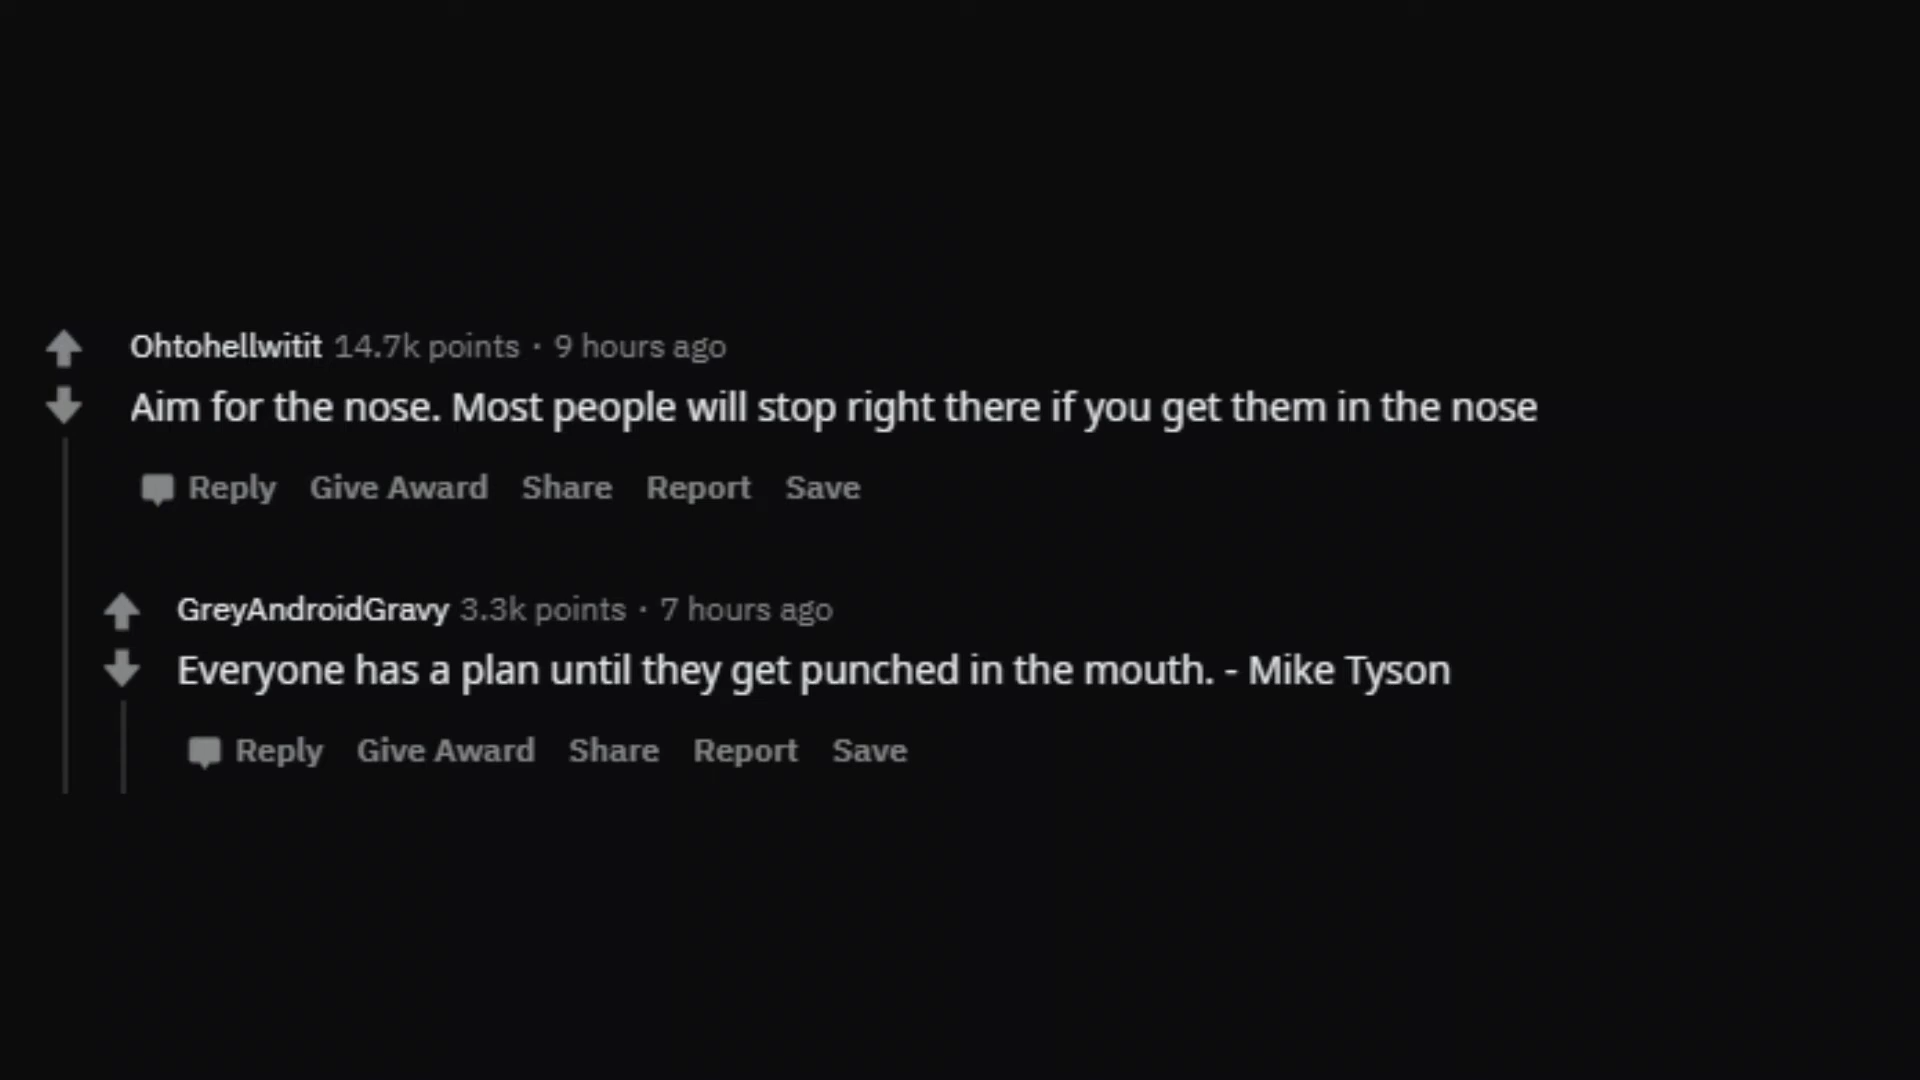 Ohtohellwitit 14.7k points · 9 hours ago
Aim for the nose. Most people will stop right there if you get them in the nose
Reply Give Award Share Report Save
GreyAndroidGravy 3.3k points · 7 hours ago
Everyone has a plan until they get punched in the mouth. - Mike Tyson
Reply Give Award Share Report Save